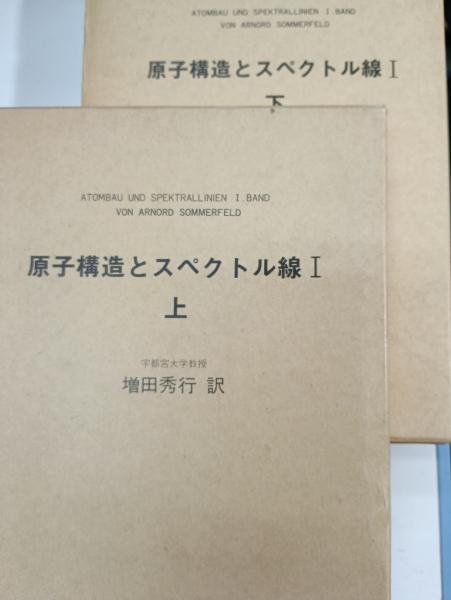 ATOMBAU UND SPEKTRALLINIEN I. BAND
VON ARNORD SOMMERFELD
原子構造とスペクトル線I
下
ATOMBAU UND SPEKTRALLINIEN I. BAND
VON ARNORD SOMMERFELD
原子構造とスペクトル線I
上
宇都宮大学教授
増田秀行 訳